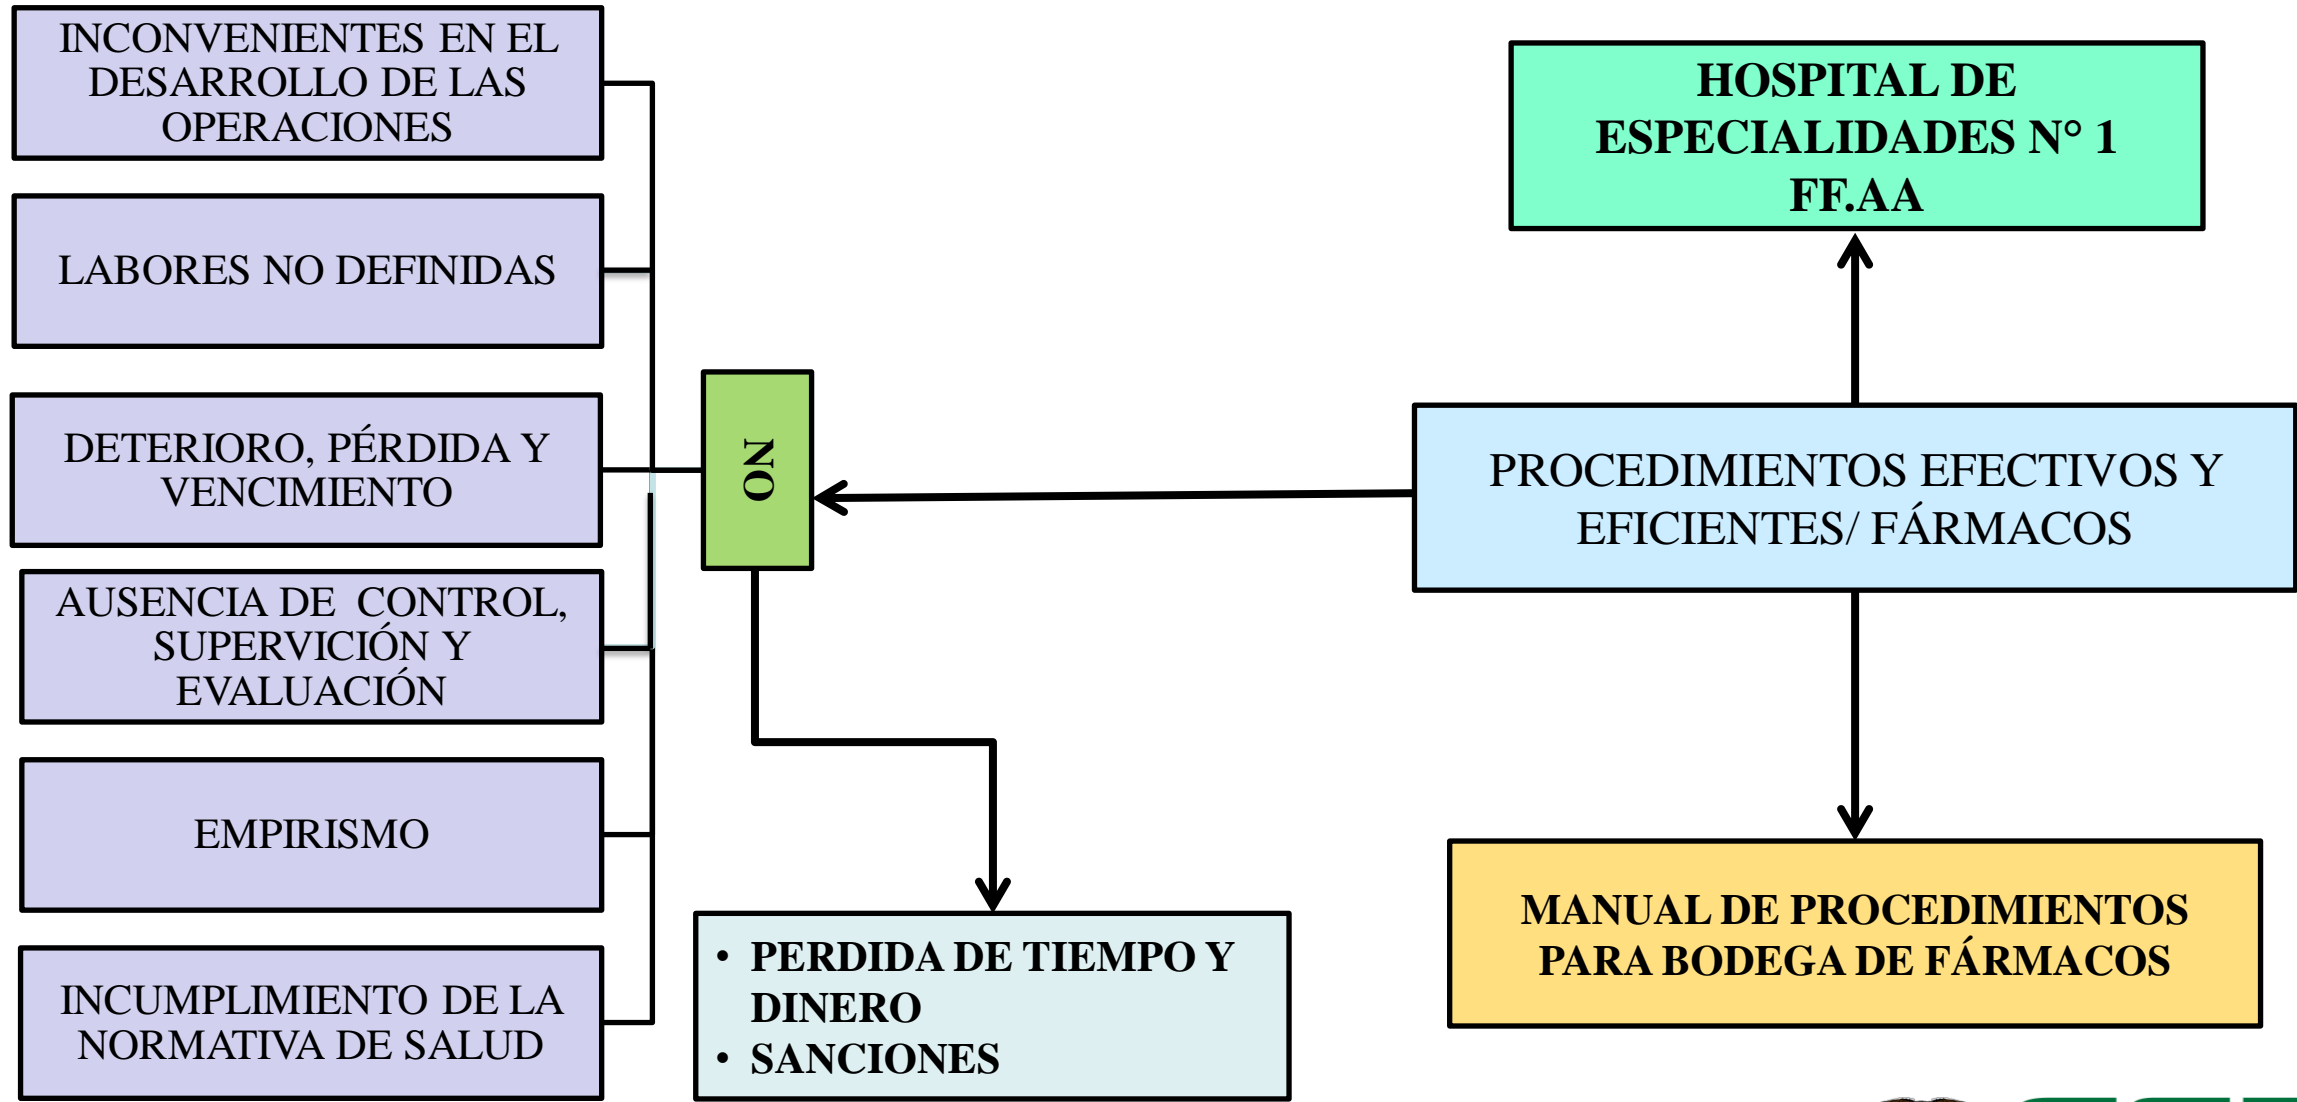 INCONVENIENTES EN EL
DESARROLLO DE LAS
OPERACIONES
LABORES NO DEFINIDAS
DETERIORO, PÉRDIDA Y
VENCIMIENTO
AUSENCIA DE CONTROL,
SUPERVICIÓN Y
EVALUACIÓN
EMPIRISMO
INCUMPLIMIENTO DE LA
NORMATIVA DE SALUD
NO
• PERDIDA DE TIEMPO Y
DINERO
• SANCIONES
HOSPITAL DE
ESPECIALIDADES N° 1
FF.AA
PROCEDIMIENTOS EFECTIVOS Y
EFICIENTES/ FÁRMACOS
MANUAL DE PROCEDIMIENTOS
PARA BODEGA DE FÁRMACOS